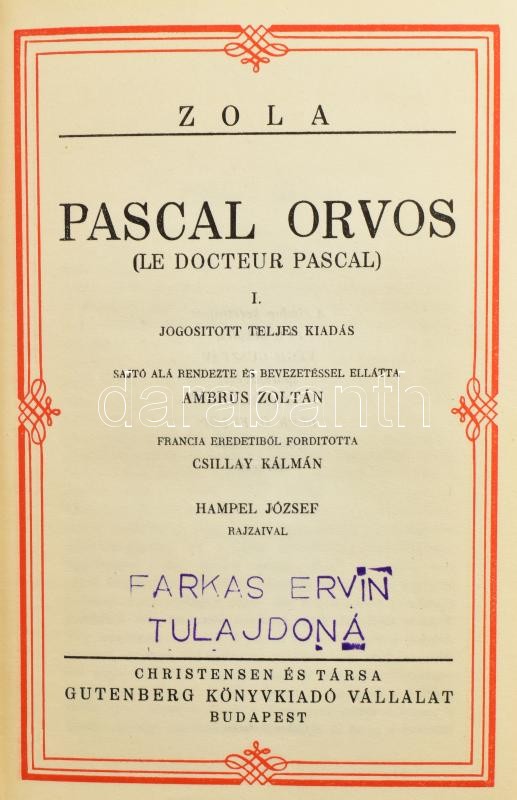 ZOLA
PASCAL ORVOS
(LE DOCTEUR PASCAL)
I.
JOGOSITOTT TELJES KIADÁS
SAJTÓ ALÁ RENDEZTE ÉS BEVEZETÉSSEL ELLÁTTA
AMBRUS ZOLTÁN
darabanth
FRANCIA EREDETIBŐL FORDITOTTA
CSILLAY KÁLMÁN
HAMPEL JÓZSEF
RAJZAIVAL
FARKAS ERVIN
TULAJDONA
CHRISTENSEN ÉS TÁRSA
GUTENBERG KÖNYVKIADÓ VÁLLALAT
BUDAPEST